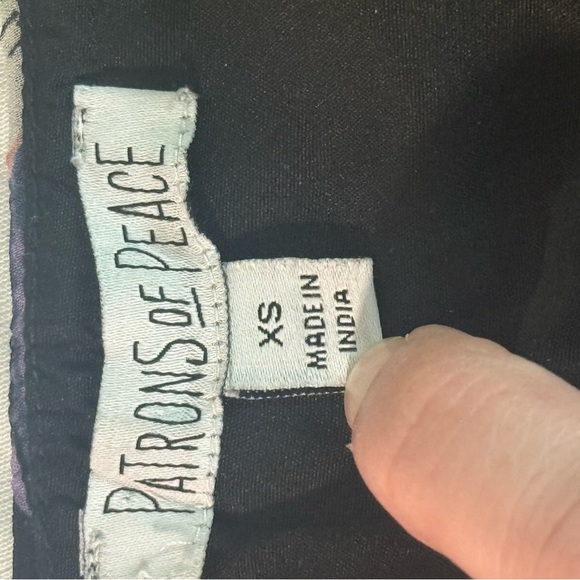 PATRONS OF PEACE
XS
MADE IN
INDIA